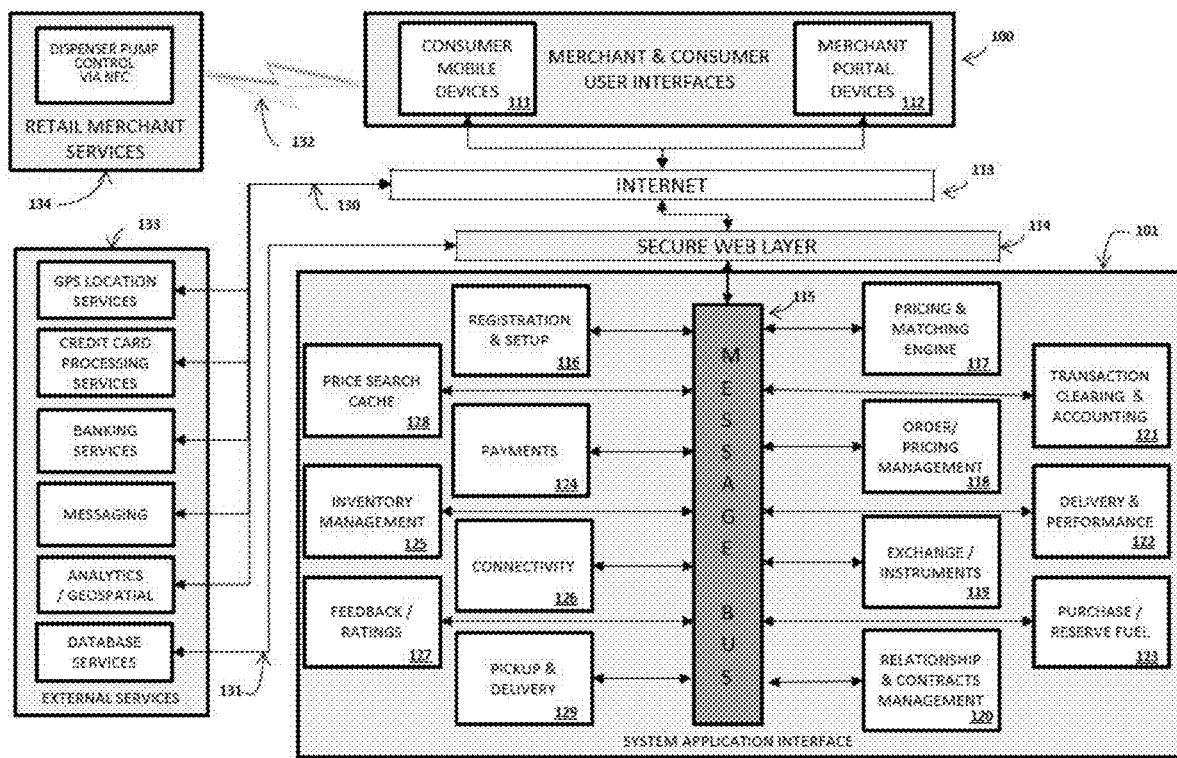 DISPENSER PUMP
CONTROL
VIA NFC
RETAIL MERCHANT
SERVICES
134
132
CONSUMER
MOBILE
DEVICES
111
MERCHANT & CONSUMER
USER INTERFACES
MERCHANT
PORTAL
DEVICES
112
100
INTERNET
113
130
SECURE WEB LAYER
114
133
GPS LOCATION
SERVICES
CREDIT CARD
PROCESSING
SERVICES
BANKING
SERVICES
MESSAGING
ANALYTICS
/ GEOSPATIAL
DATABASE
SERVICES
EXTERNAL SERVICES
131
101
115
MESSAGE BUS
REGISTRATION
& SETUP
116
PRICE SEARCH
CACHE
128
PAYMENTS
124
INVENTORY
MANAGEMENT
125
CONNECTIVITY
126
FEEDBACK /
RATINGS
127
PICKUP &
DELIVERY
129
PRICING &
MATCHING
ENGINE
117
TRANSACTION
CLEARING &
ACCOUNTING
121
ORDER/
PRICING
MANAGEMENT
118
DELIVERY &
PERFORMANCE
122
EXCHANGE /
INSTRUMENTS
119
PURCHASE /
RESERVE FUEL
123
RELATIONSHIP
& CONTRACTS
MANAGEMENT
120
SYSTEM APPLICATION INTERFACE